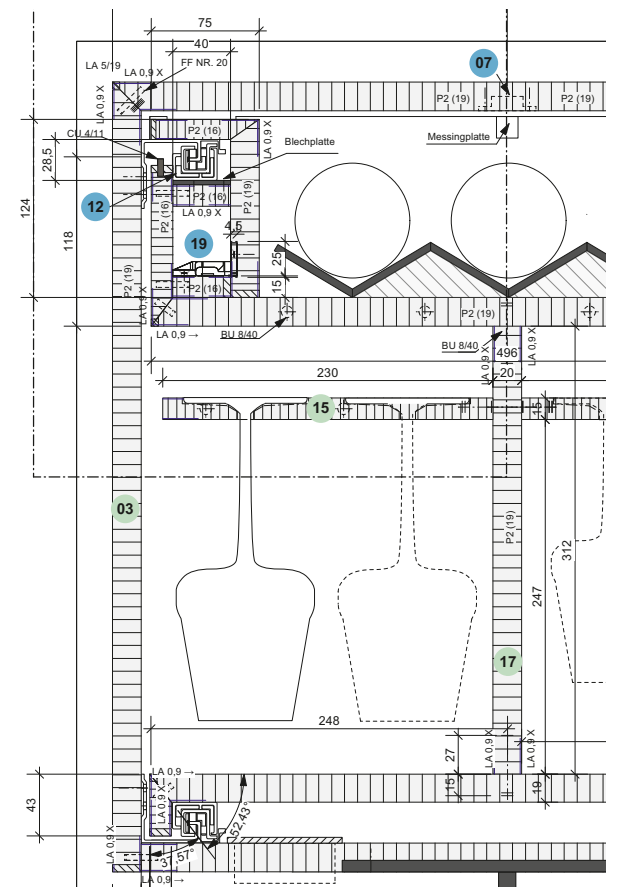 75
40
LA 5/19
LA 0,9 X
FF NR. 20
07
LA 0,9 X
P2 (19)
P2 (19)
LA 0,9 X
P2 (16)
LA 0,9 X
CU 4/11
Blechplatte
Messingplatte
28,5
124
118
12
P2 (16)
P2 (19)
LA 0,9 X
P2 (16)
19
4,5
25
15
P2 (19)
P2 (16)
LA 0,9 X
P2 (19)
LA 0,9 →
BU 8/40
BU 8/40
LA 0,9 X
496
LA 0,9 X
230
20
15
15
03
P2 (19)
312
247
17
248
27
LA 0,9 X
LA 0,9 X
15
19
LA 0,9 →
LA 0,9 X
43
52,43°
LA 0,9 X
37,57°
LA 0,9 →